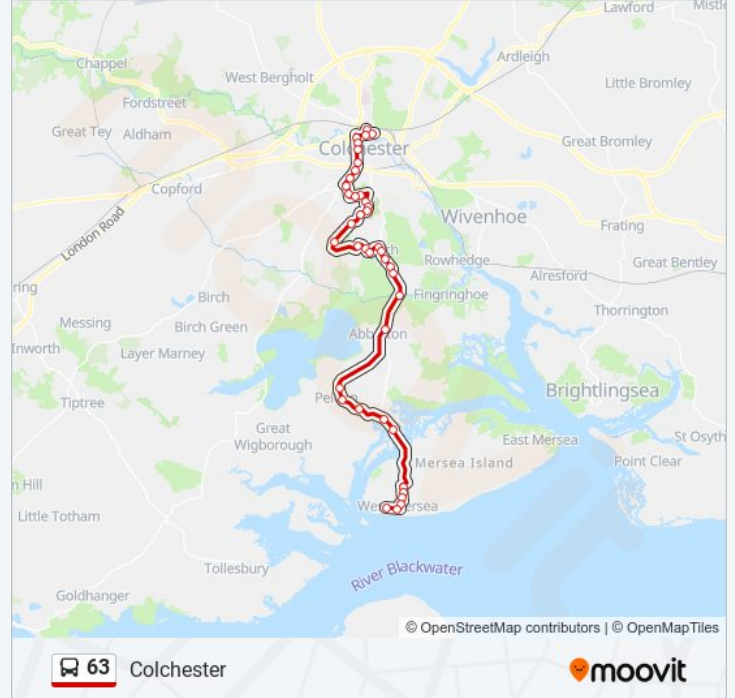 Lawford
Chappel
Ardleigh
West Bergholt
Little Bromley
Fordstreet
Great Tey
Aldham
Great Bromley
Colchester
Copford
Wivenhoe
London Road
Frating
Rowhedge
Great Bentley
Alresford
Birch
Fingringhoe
Thorrington
Messing
Birch Green
Layer Marney
Brightlingsea
Tiptree
Great
Wigborough
St Osyth
East Mersea
Point Clear
Mersea Island
Little Totham
Tollesbury
River Blackwater
Goldhanger
© OpenStreetMap contributors | © OpenMapTiles
63 Colchester
moovit